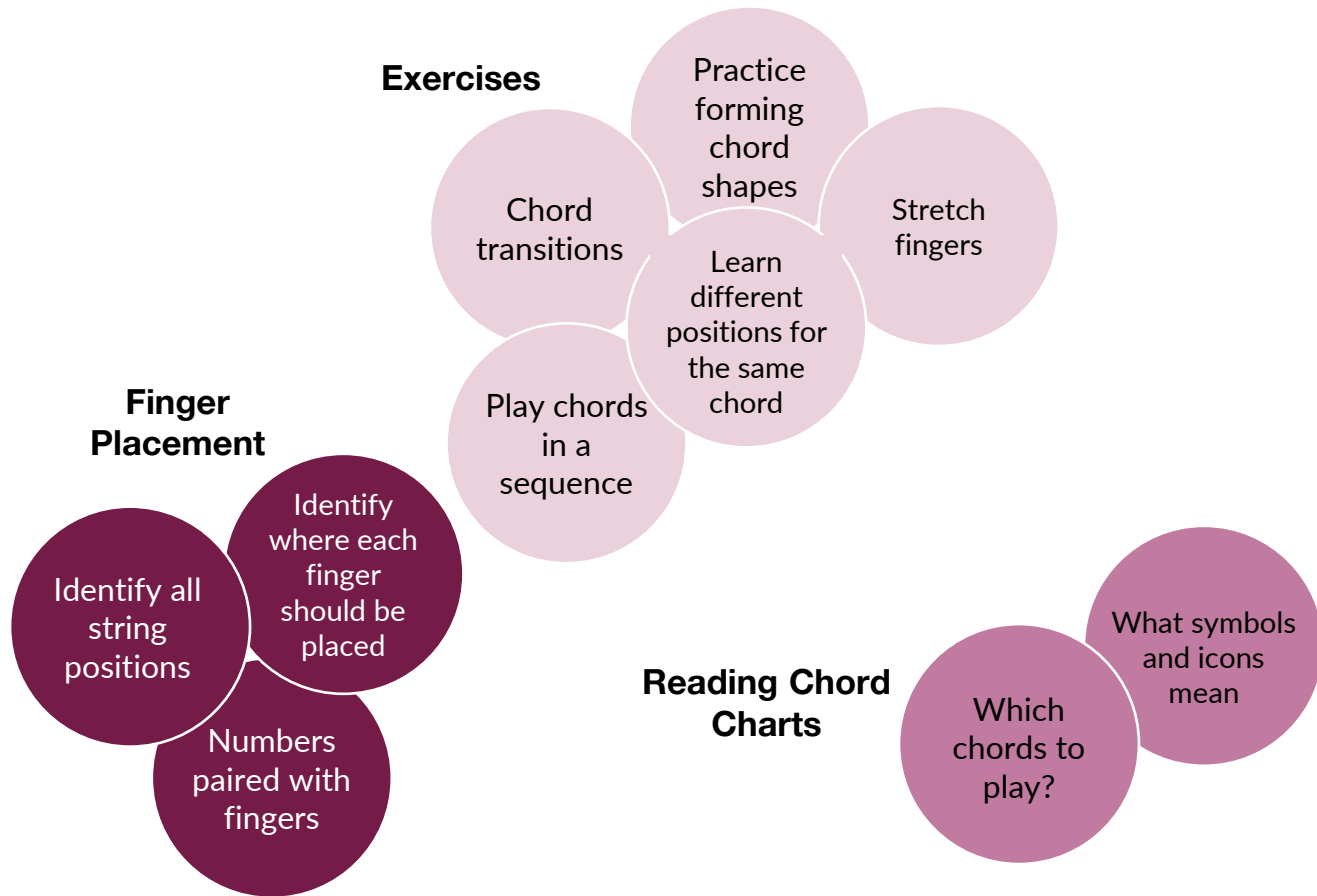 Exercises
Practice
forming
chord
shapes
Chord
transitions
Stretch
fingers
Learn
different
positions for
the same
chord
Play chords
in a
sequence
Finger
Placement
Identify
where each
finger
should be
placed
Identify all
string
positions
Numbers
paired with
fingers
Reading Chord
Charts
What symbols
and icons
mean
Which
chords to
play?